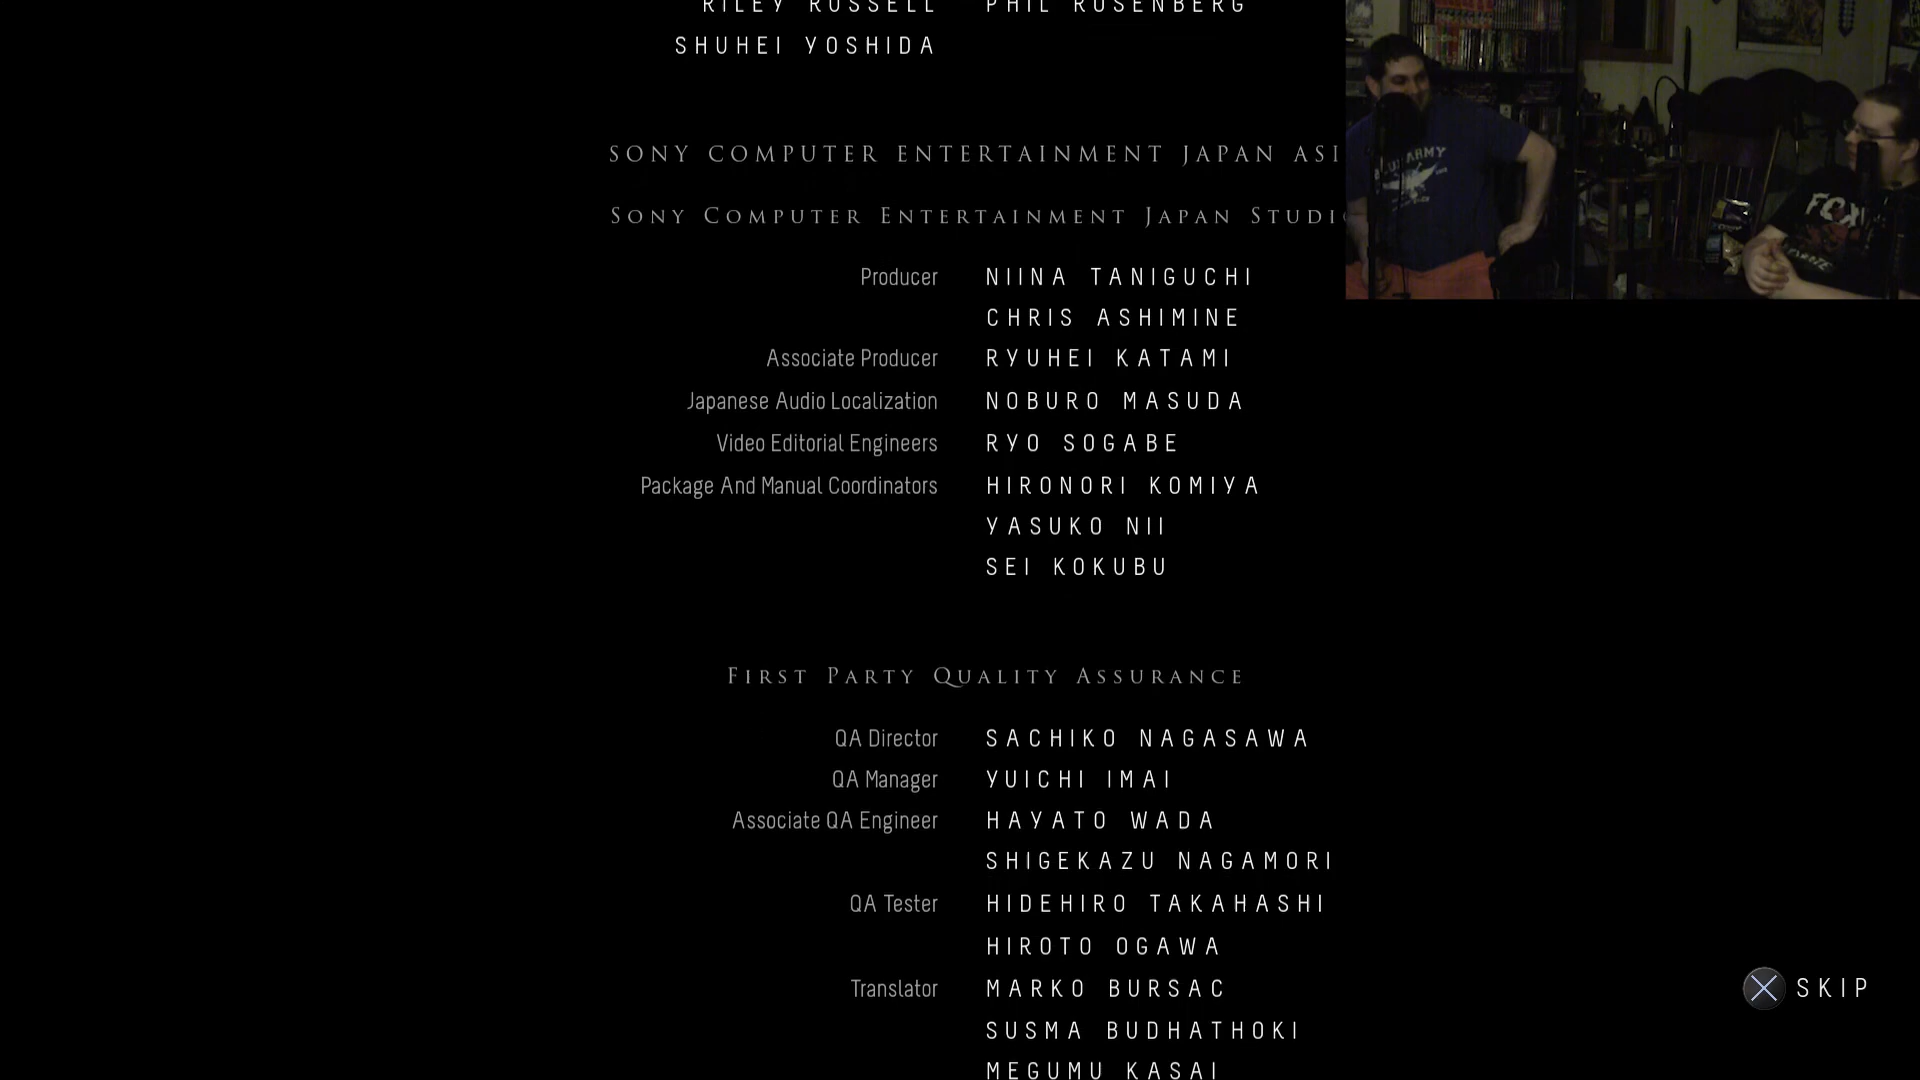 RILEY RUSSELL PHIL ROSENBERG
SHUHEI YOSHIDA
SONY COMPUTER ENTERTAINMENT JAPAN ASI
SONY COMPUTER ENTERTAINMENT JAPAN STUDIO
Producer NIINA TANIGUCHI
CHRIS ASHIMINE
Associate Producer RYUHEI KATAMI
Japanese Audio Localization NOBURO MASUDA
Video Editorial Engineers RYO SOGABE
Package And Manual Coordinators HIRONORI KOMIYA
YASUKO NII
SEI KOKUBU
FIRST PARTY QUALITY ASSURANCE
QA Director SACHIKO NAGASAWA
QA Manager YUICHI IMAI
Associate QA Engineer HAYATO WADA
SHIGEKAZU NAGAMORI
QA Tester HIDEHIRO TAKAHASHI
HIROTO OGAWA
Translator MARKO BURSAC
SUSMA BUDHATHOKI
MEGUMU KASAI
SKIP
ARMY
FOX